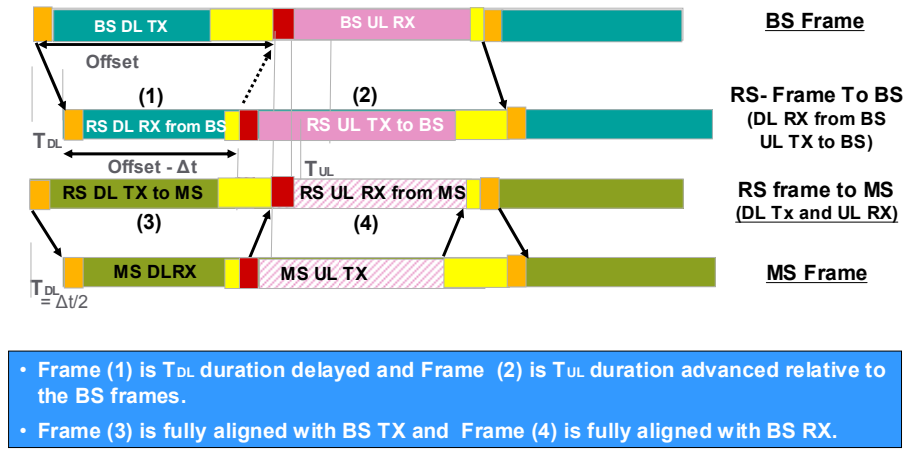 BS DL TX
BS UL RX
BS Frame
Offset
(1)
(2)
RS- Frame To BS
(DL RX from BS
UL TX to BS)
RS DL RX from BS
RS UL TX to BS
TDL
Offset - Δt
TUL
RS DL TX to MS
RS UL RX from MS
RS frame to MS
(DL Tx and UL RX)
(3)
(4)
MS DLRX
MS UL TX
MS Frame
TDL
= Δt/2
• Frame (1) is TDL duration delayed and Frame (2) is TUL duration advanced relative to
the BS frames.
• Frame (3) is fully aligned with BS TX and Frame (4) is fully aligned with BS RX.